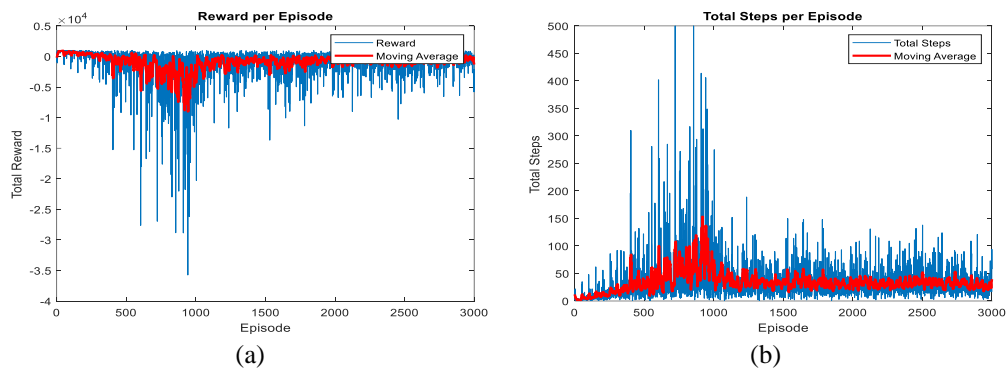 Reward per Episode
×10^4
0.5
0
-0.5
-1
-1.5
-2
-2.5
-3
-3.5
-4
Total Reward
Reward
Moving Average
0 500 1000 1500 2000 2500 3000
Episode
(a)
Total Steps per Episode
500
450
400
350
300
250
200
150
100
50
0
Total Steps
Total Steps
Moving Average
0 500 1000 1500 2000 2500 3000
Episode
(b)